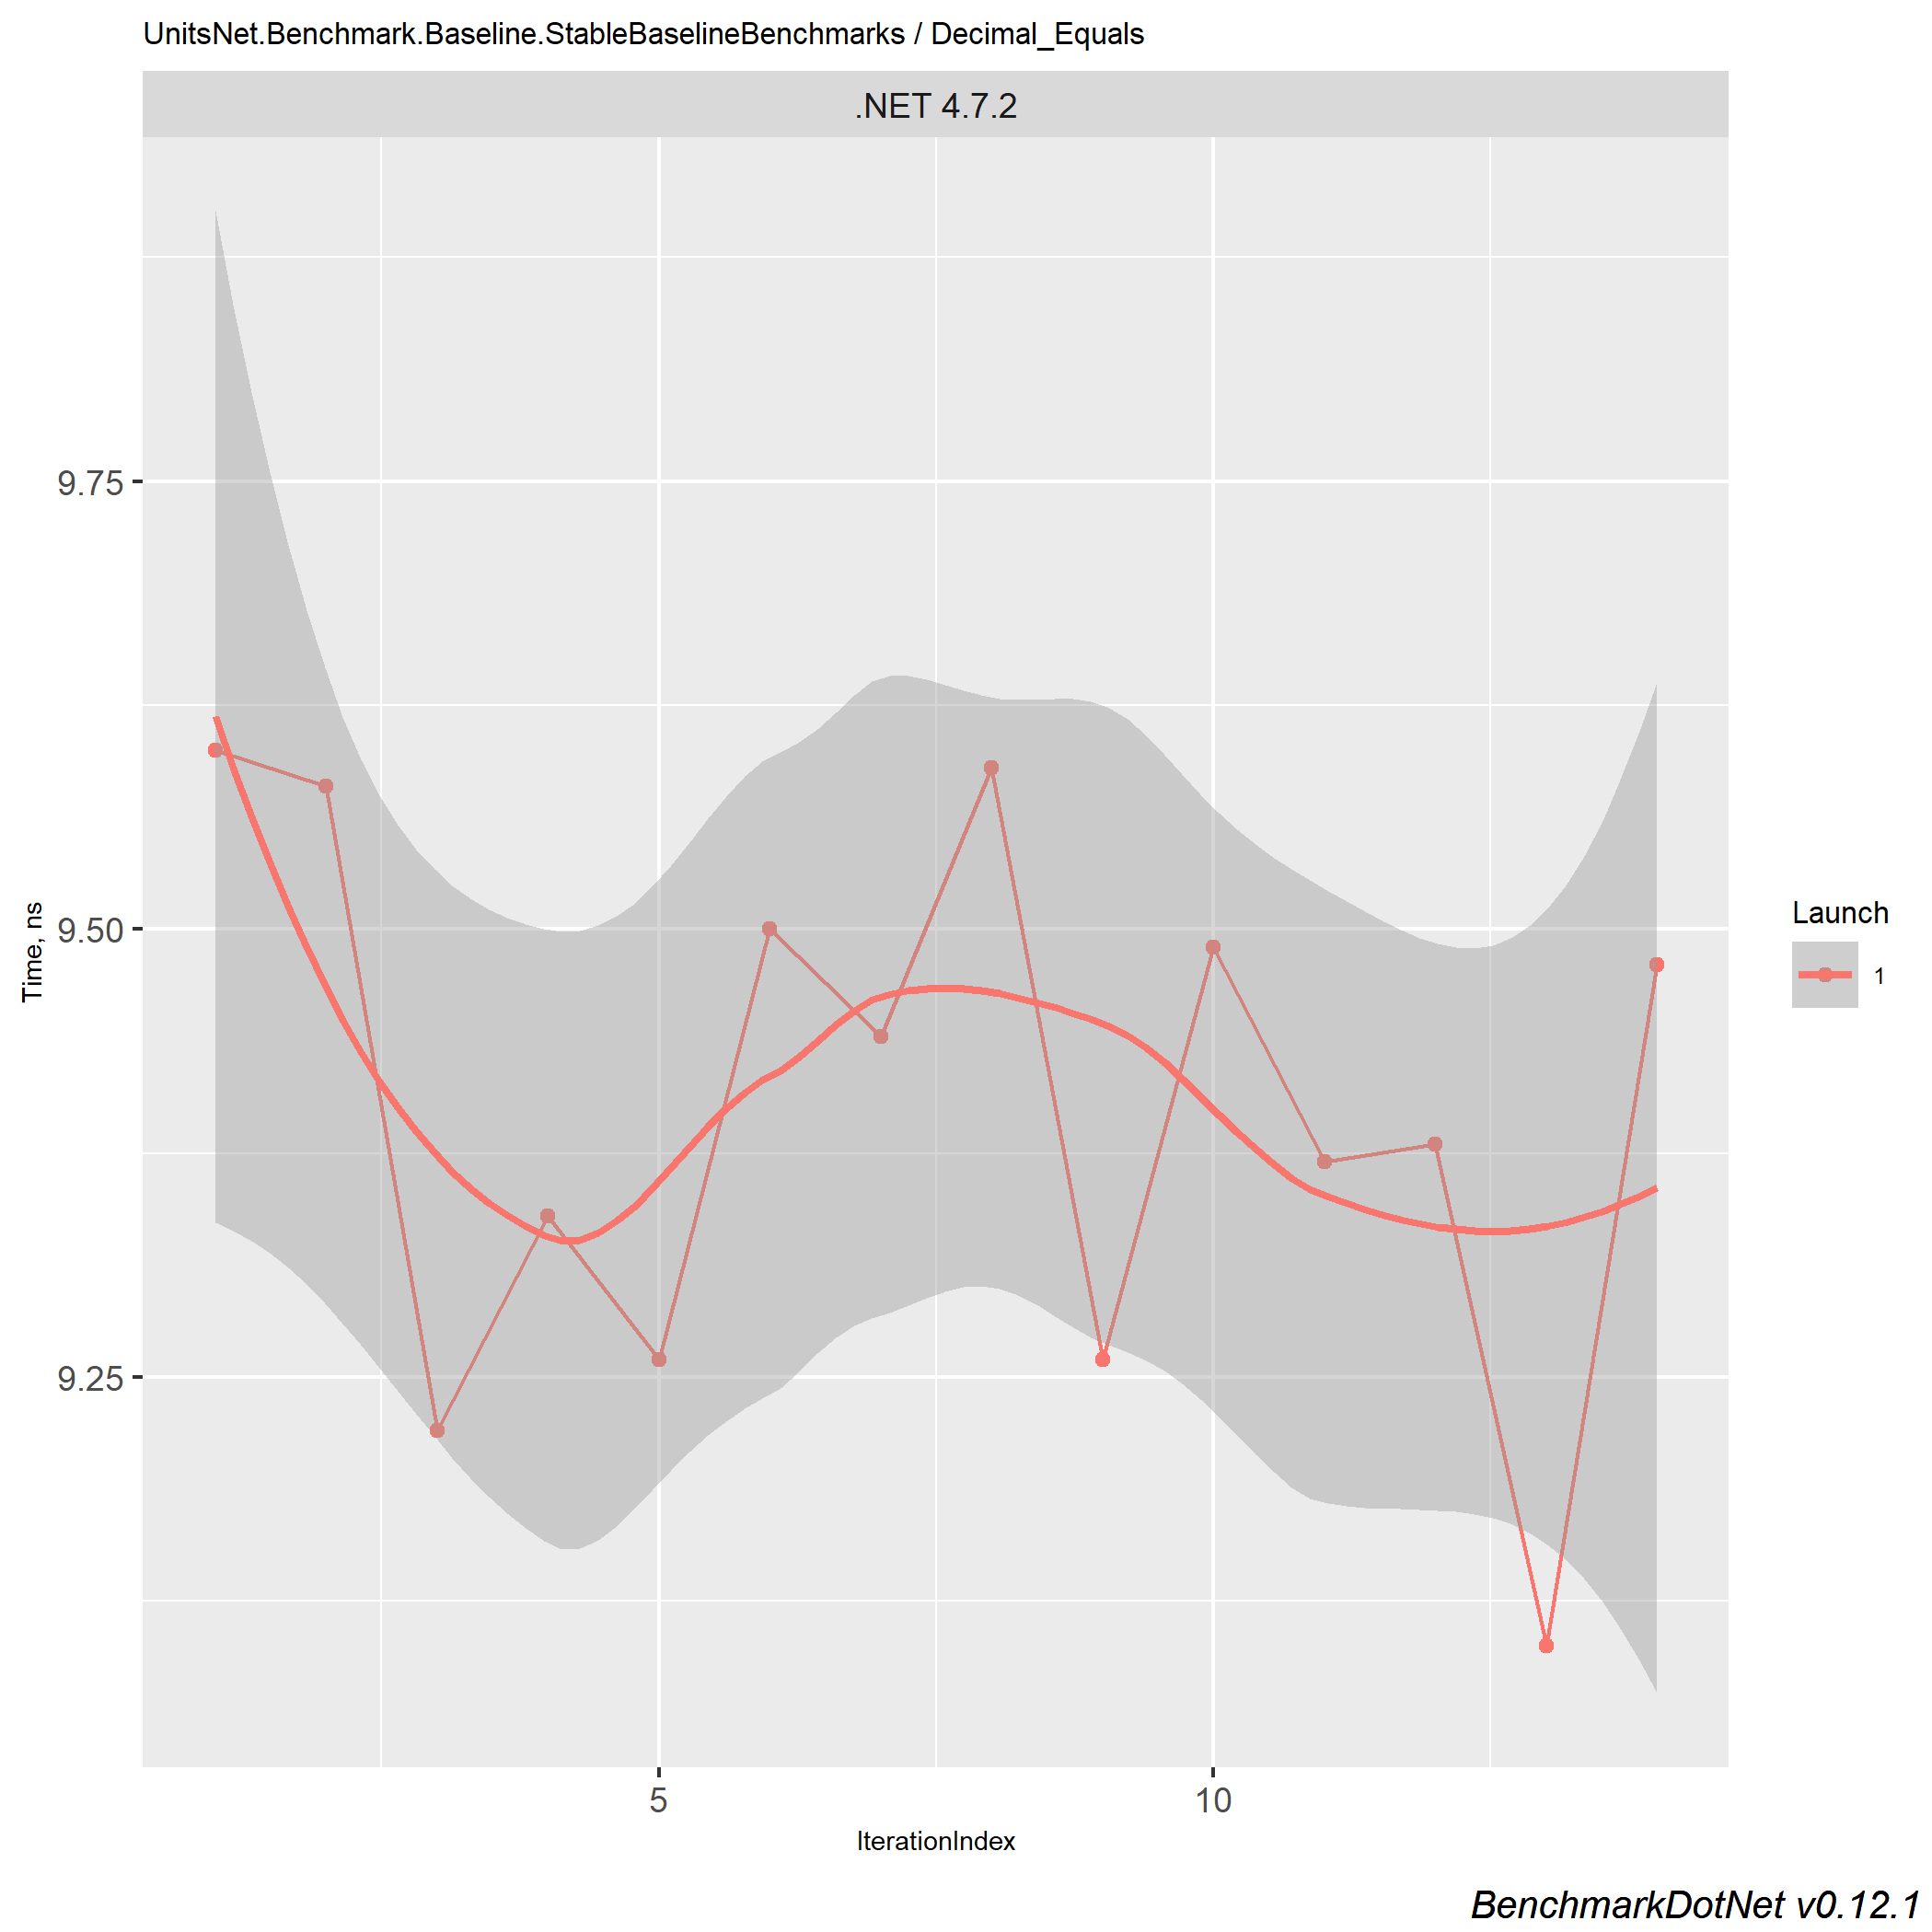 UnitsNet.Benchmark.Baseline.StableBaselineBenchmarks / Decimal_Equals
.NET 4.7.2
9.75
9.50
9.25
Time, ns
5
10
IterationIndex
Launch
1
BenchmarkDotNet v0.12.1